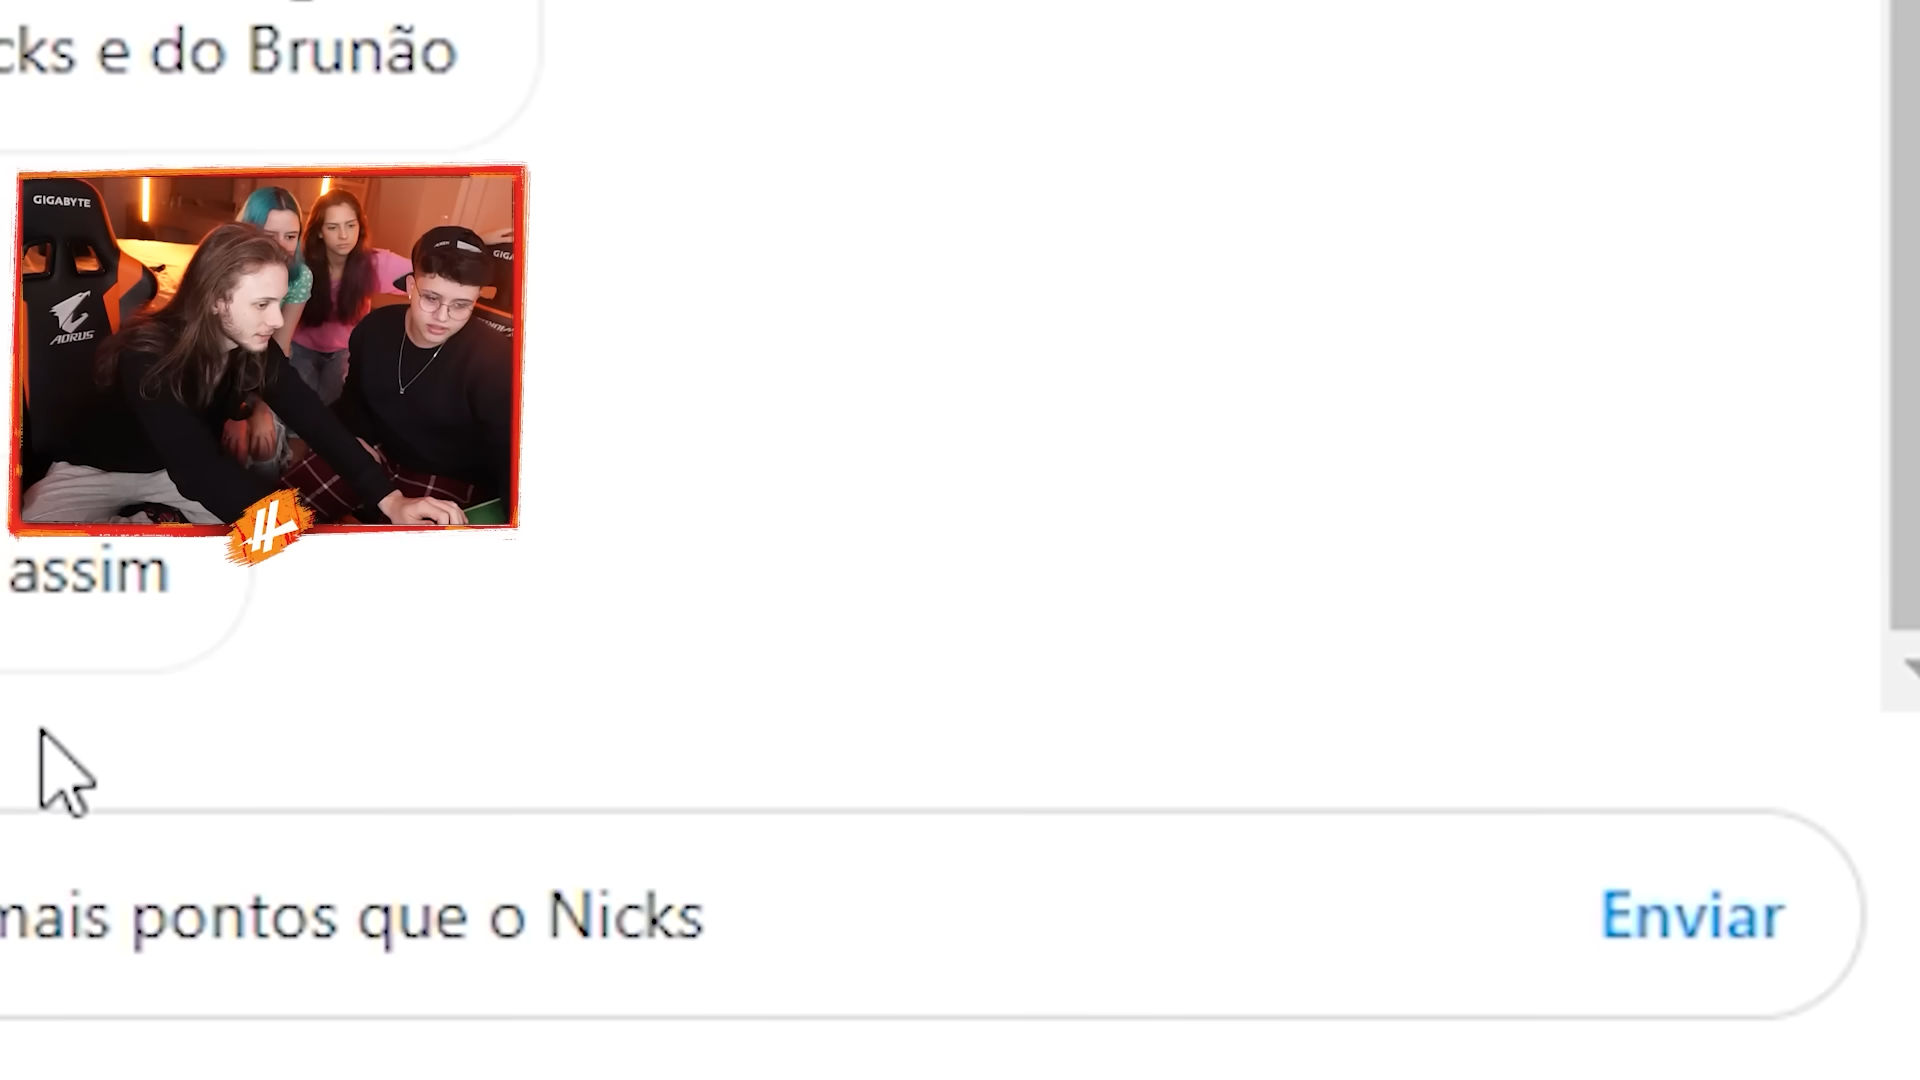 cks e do Brunão
GIGABYTE
AORUS
assim
mais pontos que o Nicks
Enviar